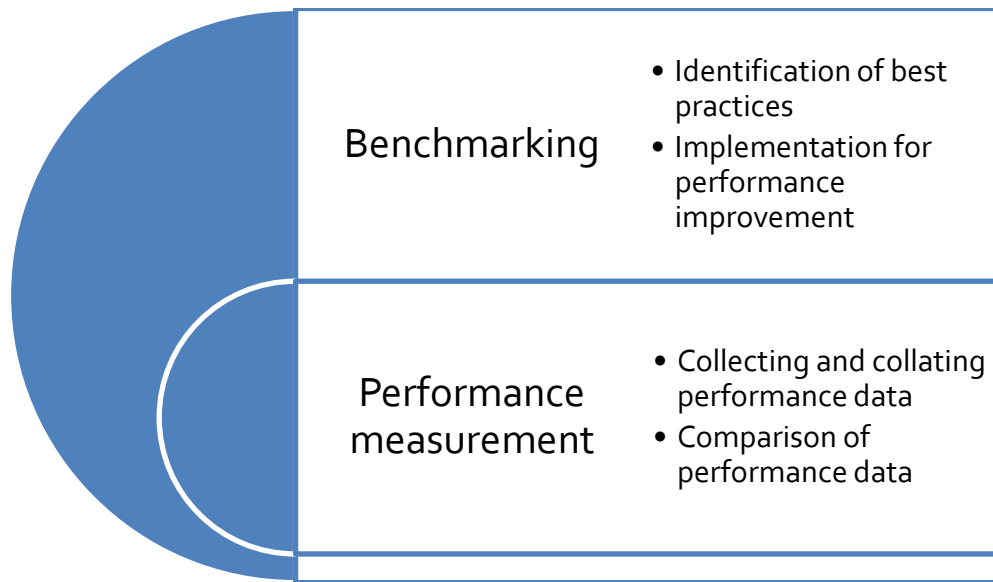 Benchmarking
• Identification of best
practices
• Implementation for
performance
improvement
Performance
measurement
• Collecting and collating
performance data
• Comparison of
performance data